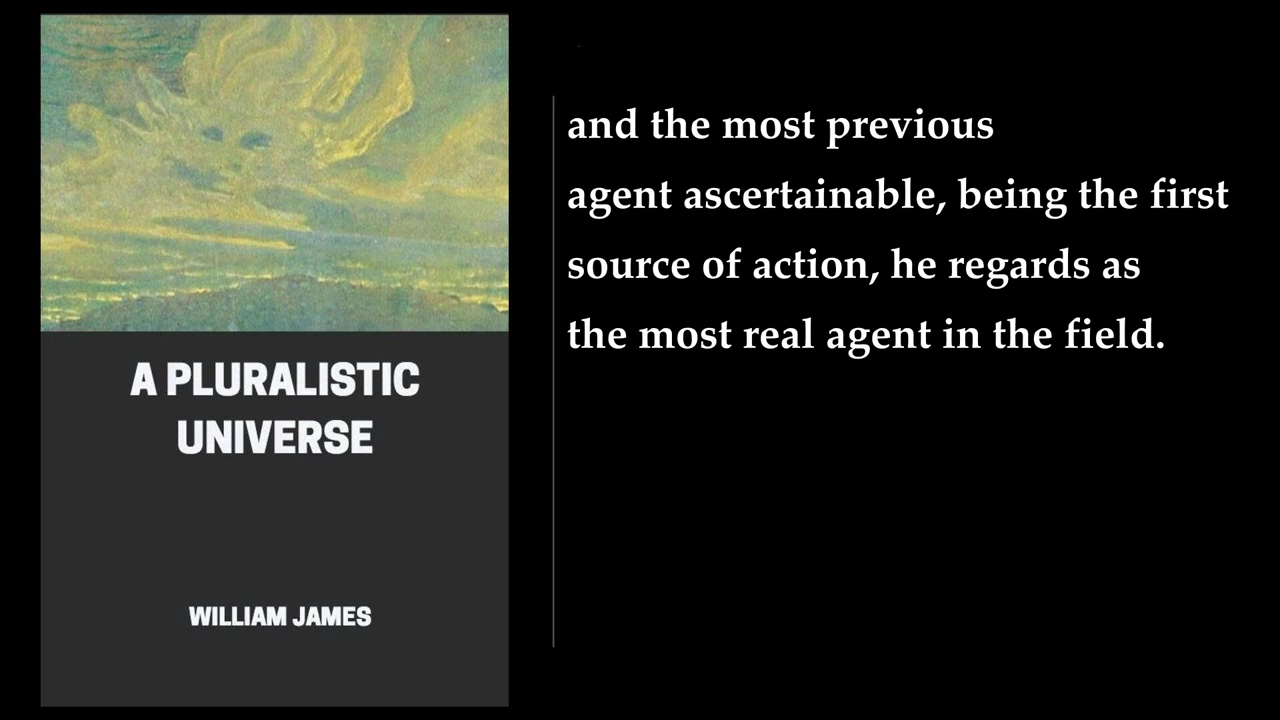 A PLURALISTIC
UNIVERSE
WILLIAM JAMES
and the most previous
agent ascertainable, being the first
source of action, he regards as
the most real agent in the field.